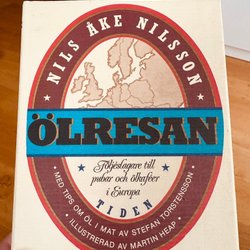 NILS ÅKE NILSSON
ÖLRESAN
Följeslagare till
pubar och ölkaféer
i Europa
TIDEN
• MED TIPS OM ÖL I MAT AV STEFAN TORSTENSSON •
ILLUSTRERAD AV MARTIN HEAP